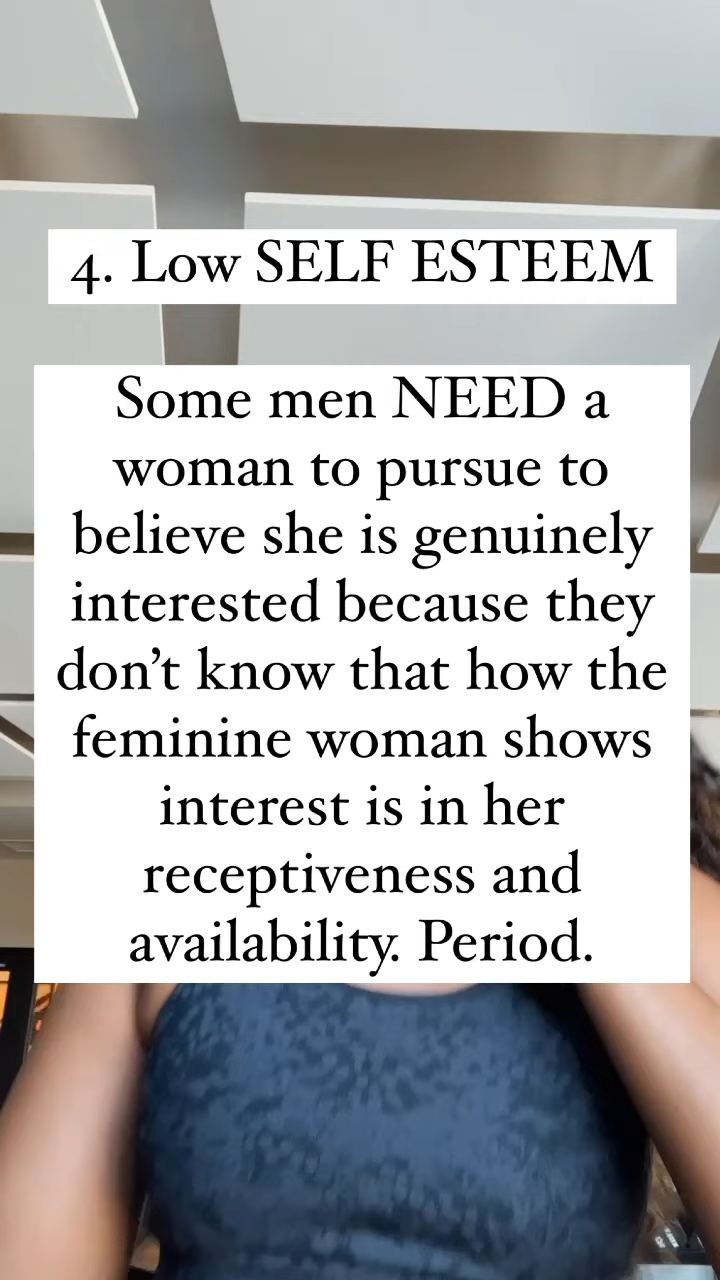 4. Low SELF ESTEEM
Some men NEED a
woman to pursue to
believe she is genuinely
interested because they
don’t know that how the
feminine woman shows
interest is in her
receptiveness and
availability. Period.